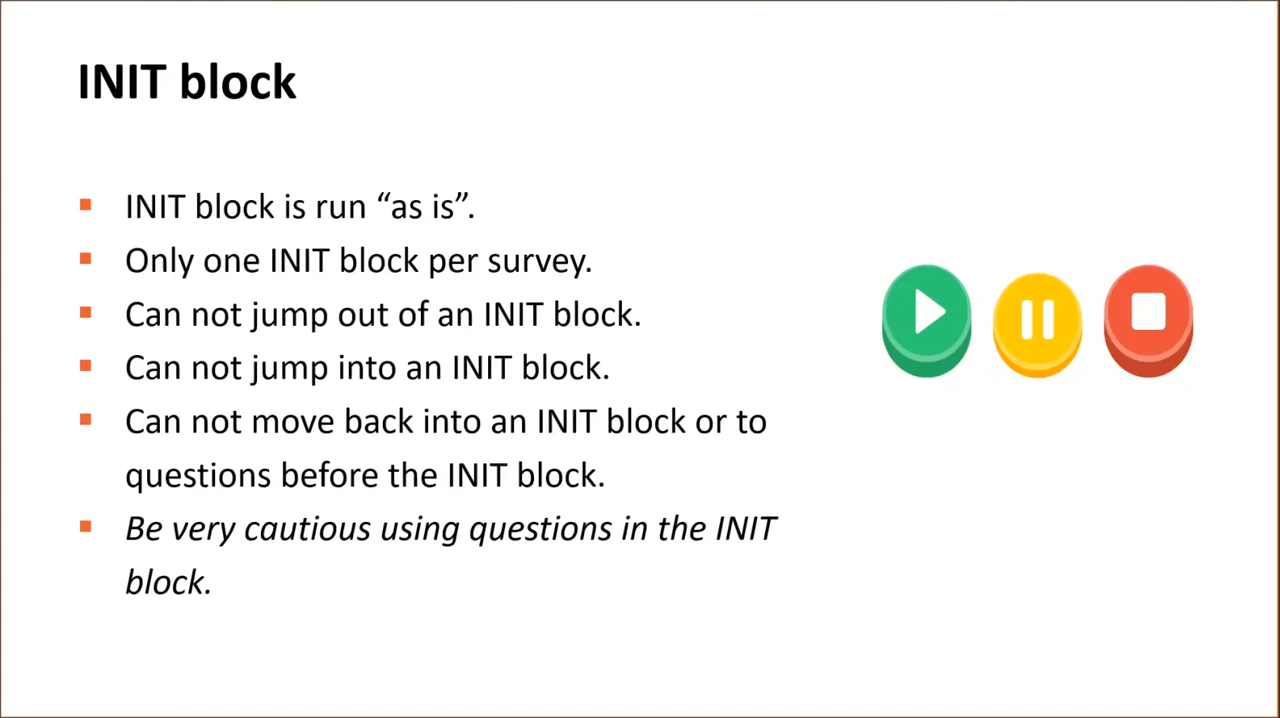 INIT block
INIT block is run “as is”.
Only one INIT block per survey.
Can not jump out of an INIT block.
Can not jump into an INIT block.
Can not move back into an INIT block or to
questions before the INIT block.
Be very cautious using questions in the INIT
block.